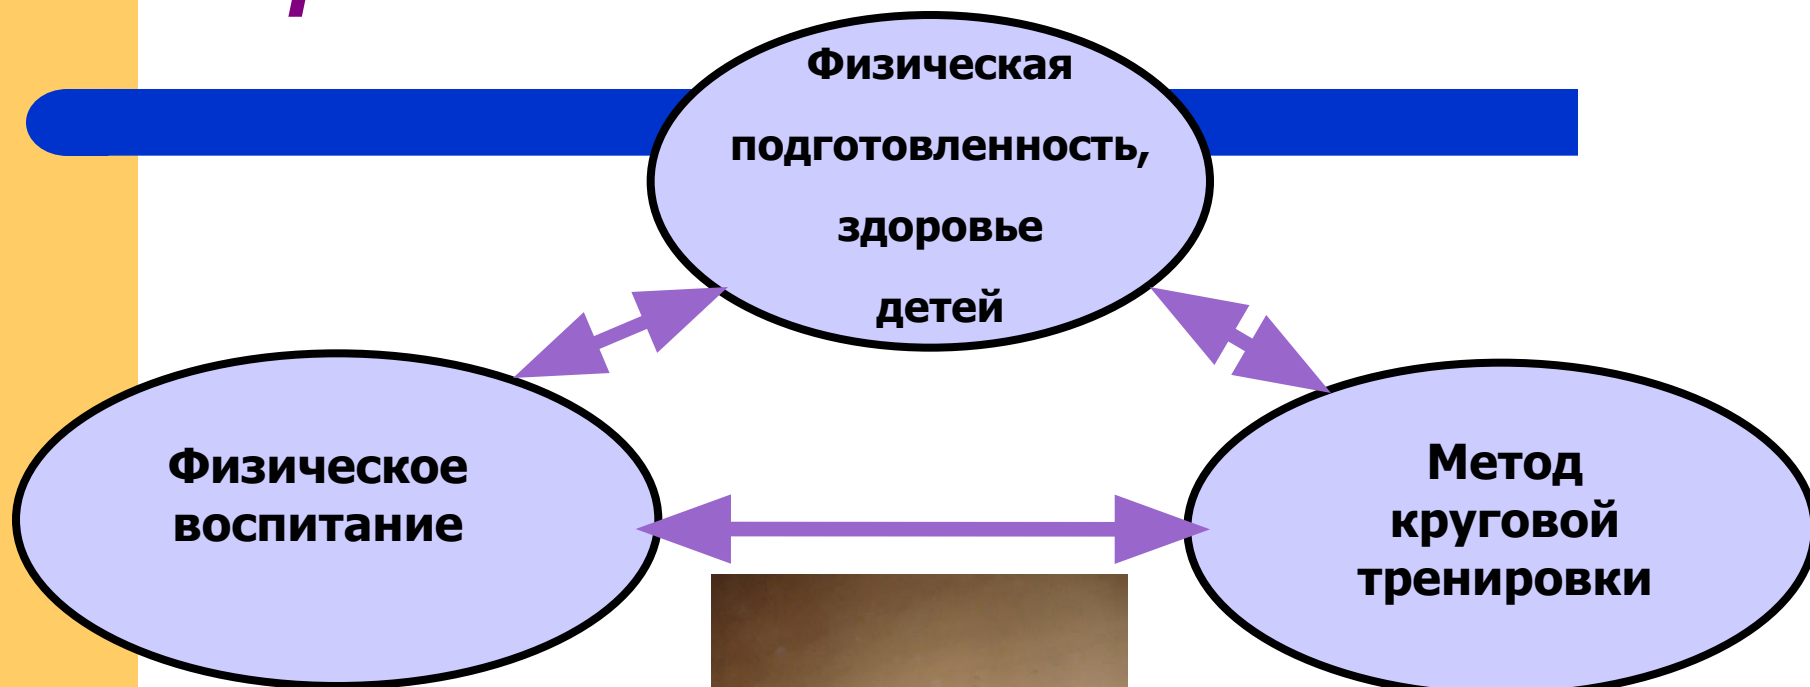 Физическая
подготовленность,
здоровье
детей
Физическое
воспитание
Метод
круговой
тренировки